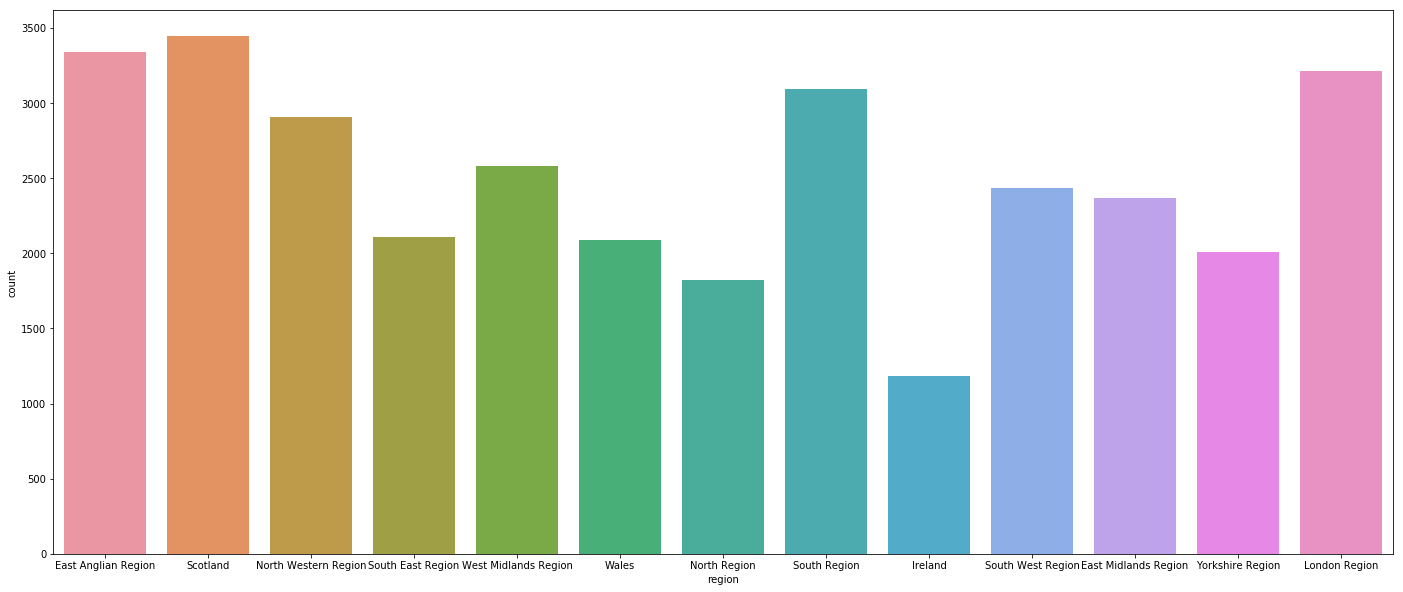 3500
3000
2500
2000
1500
1000
500
0
count
East Anglian Region Scotland North Western Region South East Region West Midlands Region Wales North Region South Region Ireland South West Region East Midlands Region Yorkshire Region London Region
region